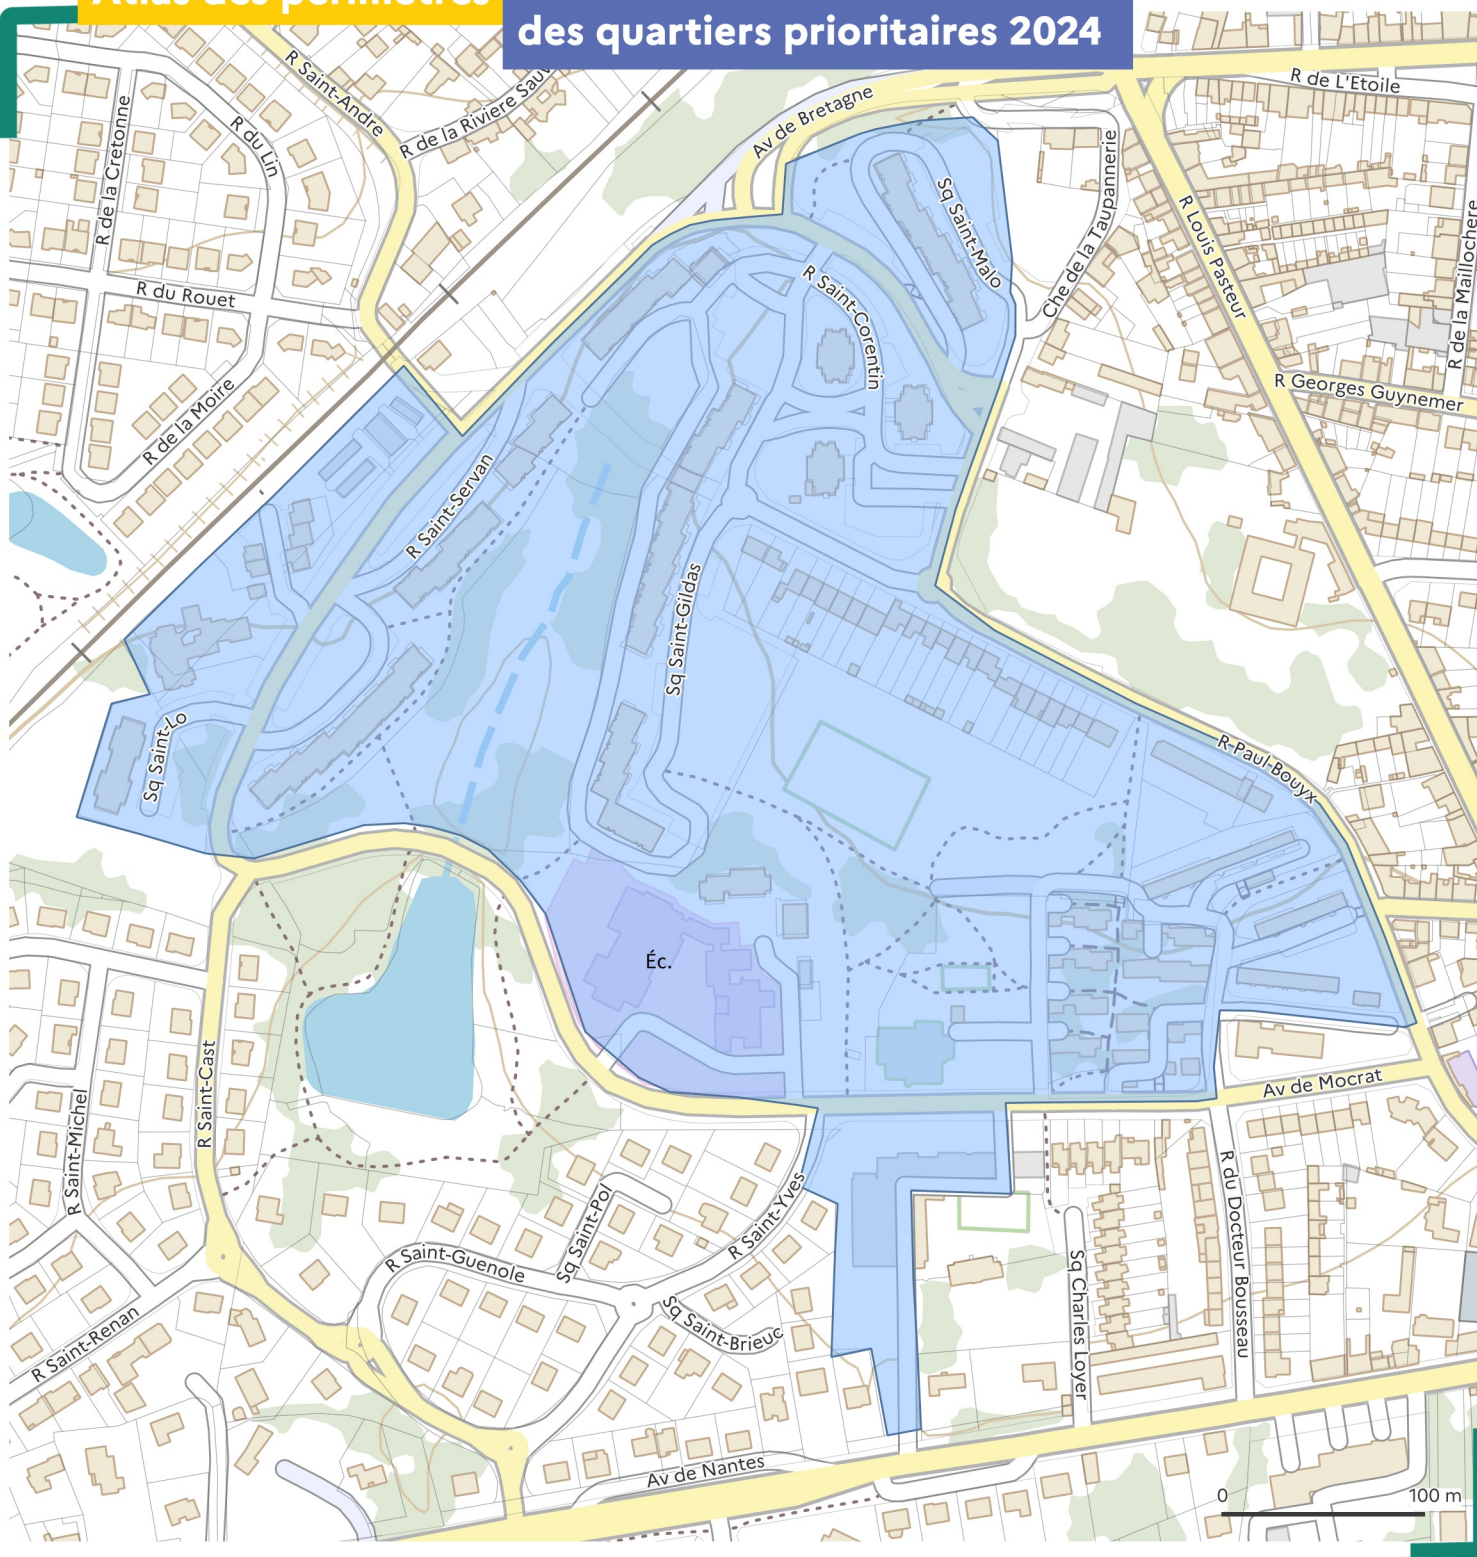 Atlas des périmètres
des quartiers prioritaires 2024
R Saint-Andre
R de la Riviere Sauv
Av de Bretagne
R de L'Etoile
R de la Cretonne
R du Lin
Che de la Taupannerie
Sq Saint-Malo
R Louis Pasteur
R de la Maillochere
R du Rouet
R Saint-Corentin
R Georges Guynemer
R de la Moire
R Saint-Servan
Sq Saint-Gildas
Sq Saint-Lo
R Paul Bouyx
Éc.
R Saint-Cast
R Saint-Michel
Av de Mocrat
R Saint-Yves
Sq Saint-Pol
R du Docteur Bousseau
R Saint-Guenole
Sq Saint-Brieuc
Sq Charles Loyer
R Saint-Renan
Av de Nantes
0 100 m